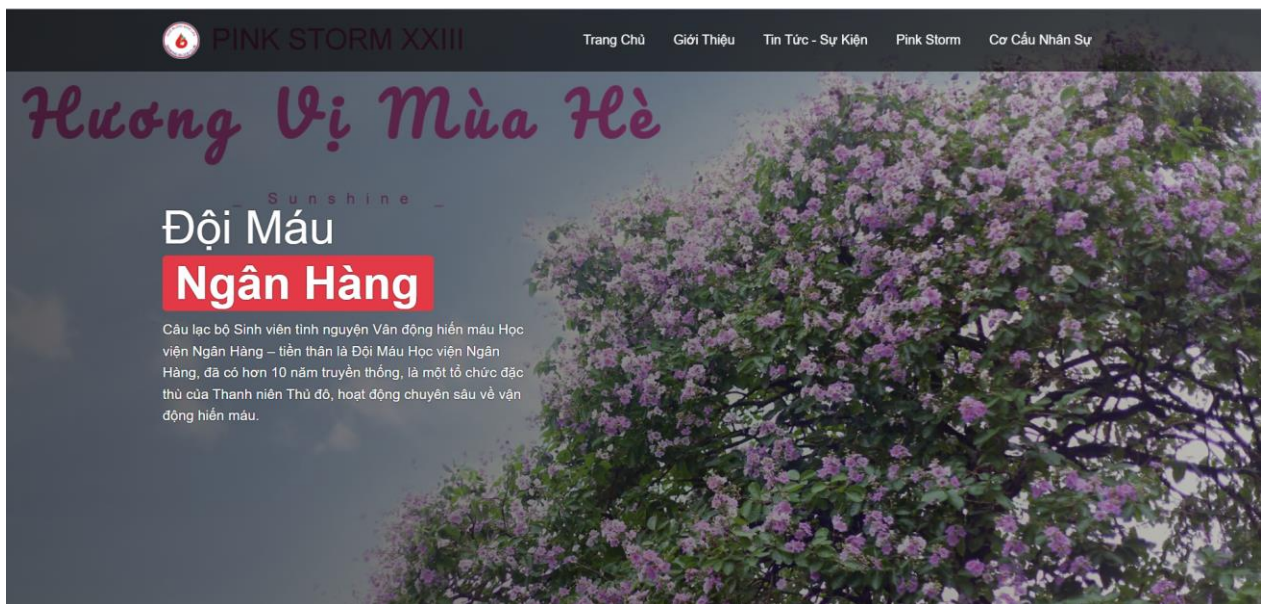 PINK STORM XXIII
Trang Chủ Giới Thiệu Tin Tức - Sự Kiện Pink Storm Cơ Cấu Nhân Sự
Hương Vị Mùa Hè
_ Sunshine _
Đội Máu
Ngân Hàng
Câu lạc bộ Sinh viên tình nguyện Vân động hiến máu Học
viện Ngân Hàng – tiền thân là Đội Máu Học viện Ngân
Hàng, đã có hơn 10 năm truyền thống, là một tổ chức đặc
thù của Thanh niên Thủ đô, hoạt động chuyên sâu về vận
động hiến máu.